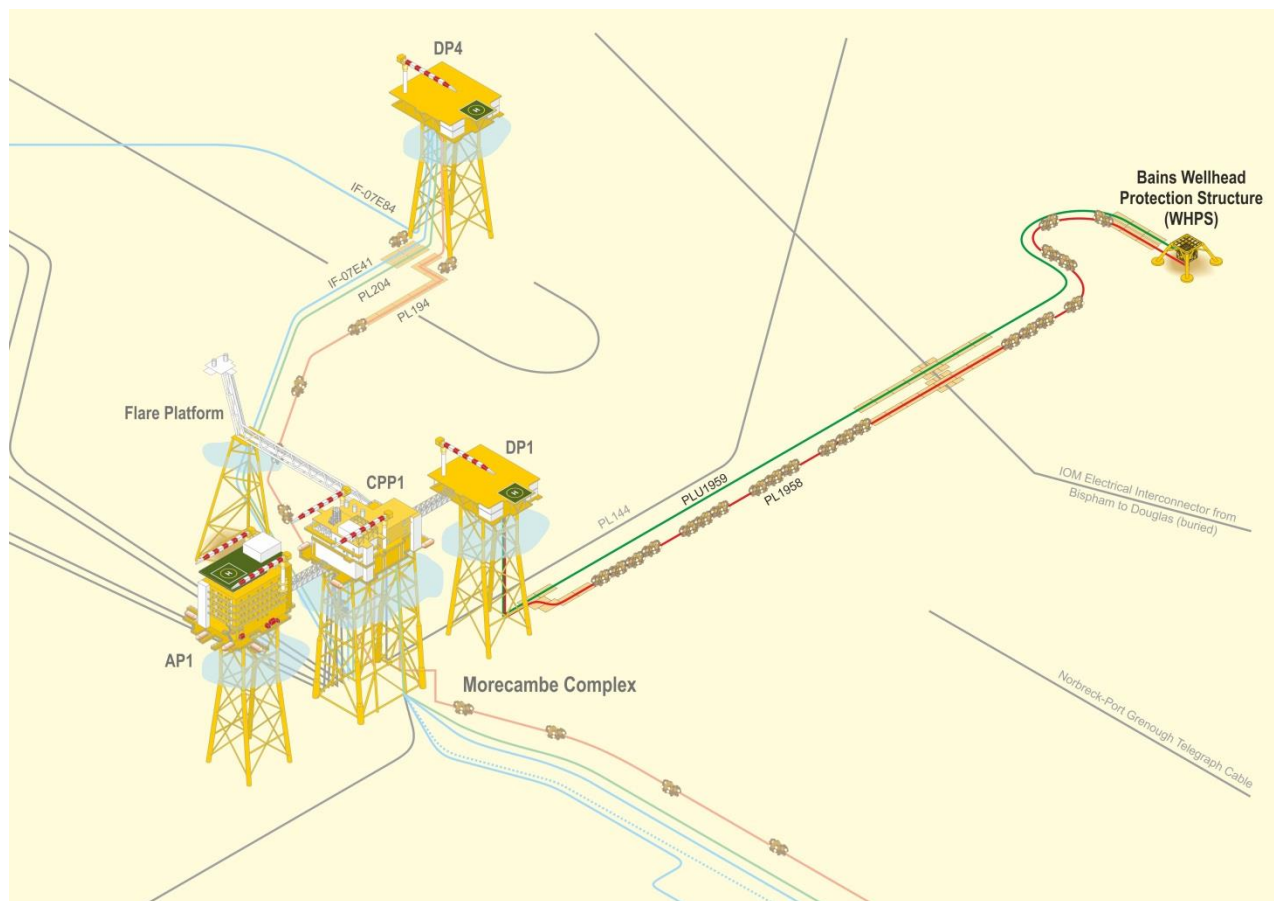 DP4
Bains Wellhead
Protection Structure
(WHPS)
IF-07E84
IF-07E41
PL204
PL194
Flare Platform
DP1
CPP1
PLU1959
PL1958
IOM Electrical Interconnector from
Bispham to Douglas (buried)
PL144
AP1
Morecambe Complex
Norbreck-Port Grenough Telegraph Cable
H
H
H